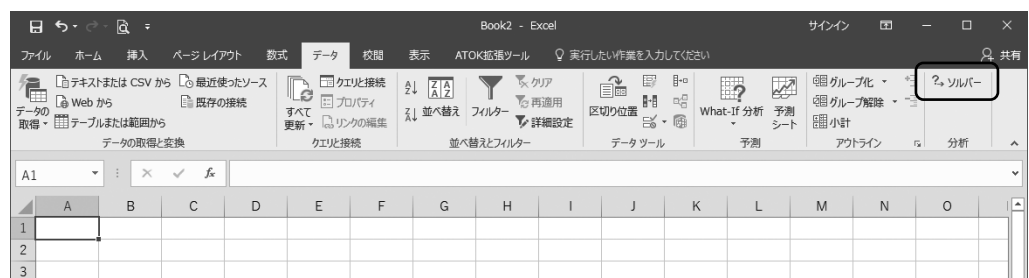 Book2 - Excel サインイン
ファイル ホーム 挿入 ページ レイアウト 数式 データ 校閲 表示 ATOK拡張ツール 実行したい作業を入力してください 共有
テキストまたは CSV から 最近使ったソース クエリと接続 クリア グループ化 ソルバー
Web から 既存の接続 プロパティ 再適用 グループ解除
テーブルまたは範囲から リンクの編集 詳細設定 小計
データの取得 すべて更新 並べ替え フィルター 区切り位置 What-If 分析 予測シート
データの取得と変換 クエリと接続 並べ替えとフィルター データ ツール 予測 アウトライン 分析
A1 fx
A B C D E F G H I J K L M N O
1
2
3